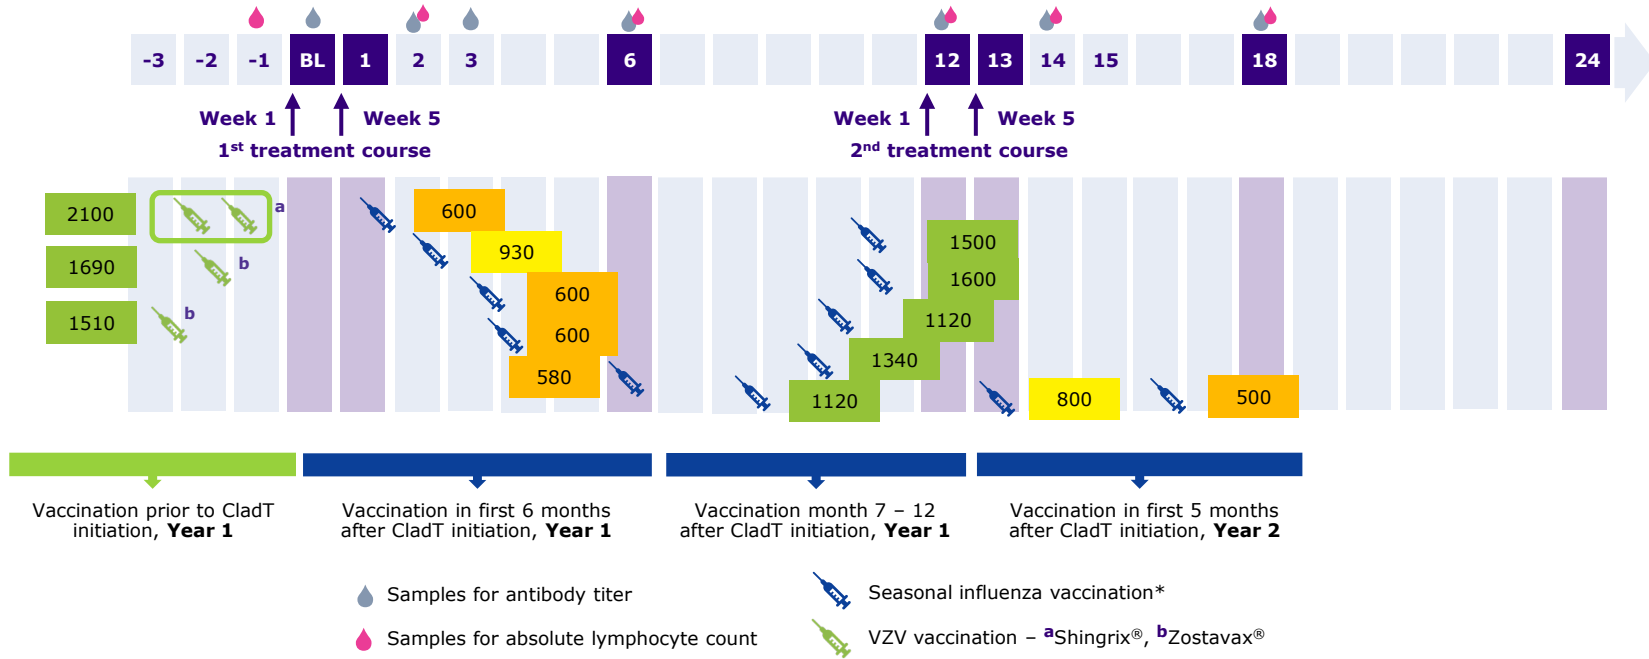 -3 -2 -1 BL 1 2 3 6 12 13 14 15 18 24
Week 1 Week 5 Week 1 Week 5
1st treatment course 2nd treatment course
2100 a 600
1500
1690 b 930
1600
600
1510 b 1120
600
1340
580
1120 800 500
Vaccination prior to CladT
initiation, Year 1
Vaccination in first 6 months
after CladT initiation, Year 1
Vaccination month 7 – 12
after CladT initiation, Year 1
Vaccination in first 5 months
after CladT initiation, Year 2
Samples for antibody titer
Samples for absolute lymphocyte count
Seasonal influenza vaccination*
VZV vaccination – aShingrix®, bZostavax®